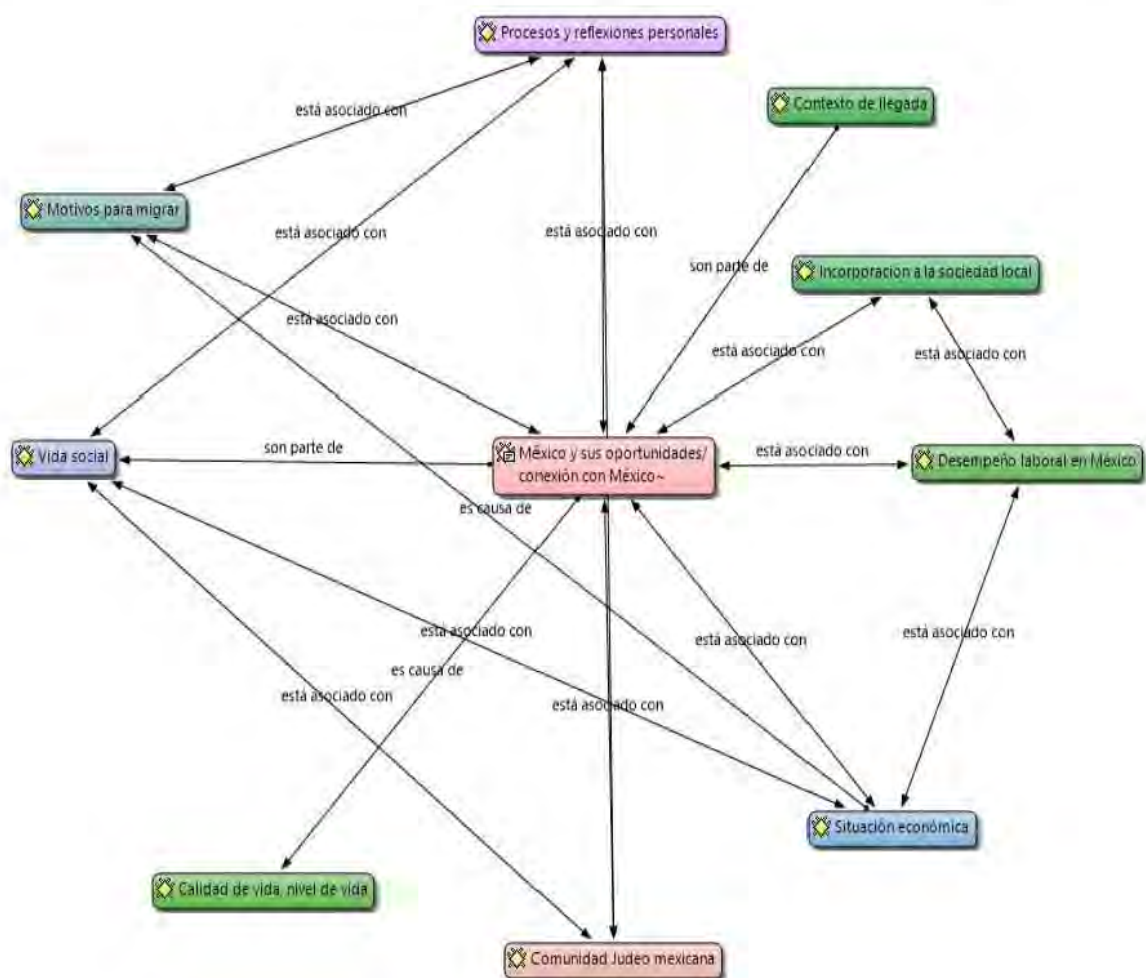 Procesos y reflexiones personales
Contexto de llegada
está asociado con
Motivos para migrar
está asociado con
está asociado con
son parte de
Incorporación a la sociedad local
está asociado con
está asociado con
está asociado con
Vida social
son parte de
México y sus oportunidades/
conexión con México~
está asociado con
Desempeño laboral en México
es causa de
está asociado con
está asociado con
está asociado con
es causa de
está asociado con
está asociado con
Situación económica
Calidad de vida, nivel de vida
Comunidad Judeo mexicana